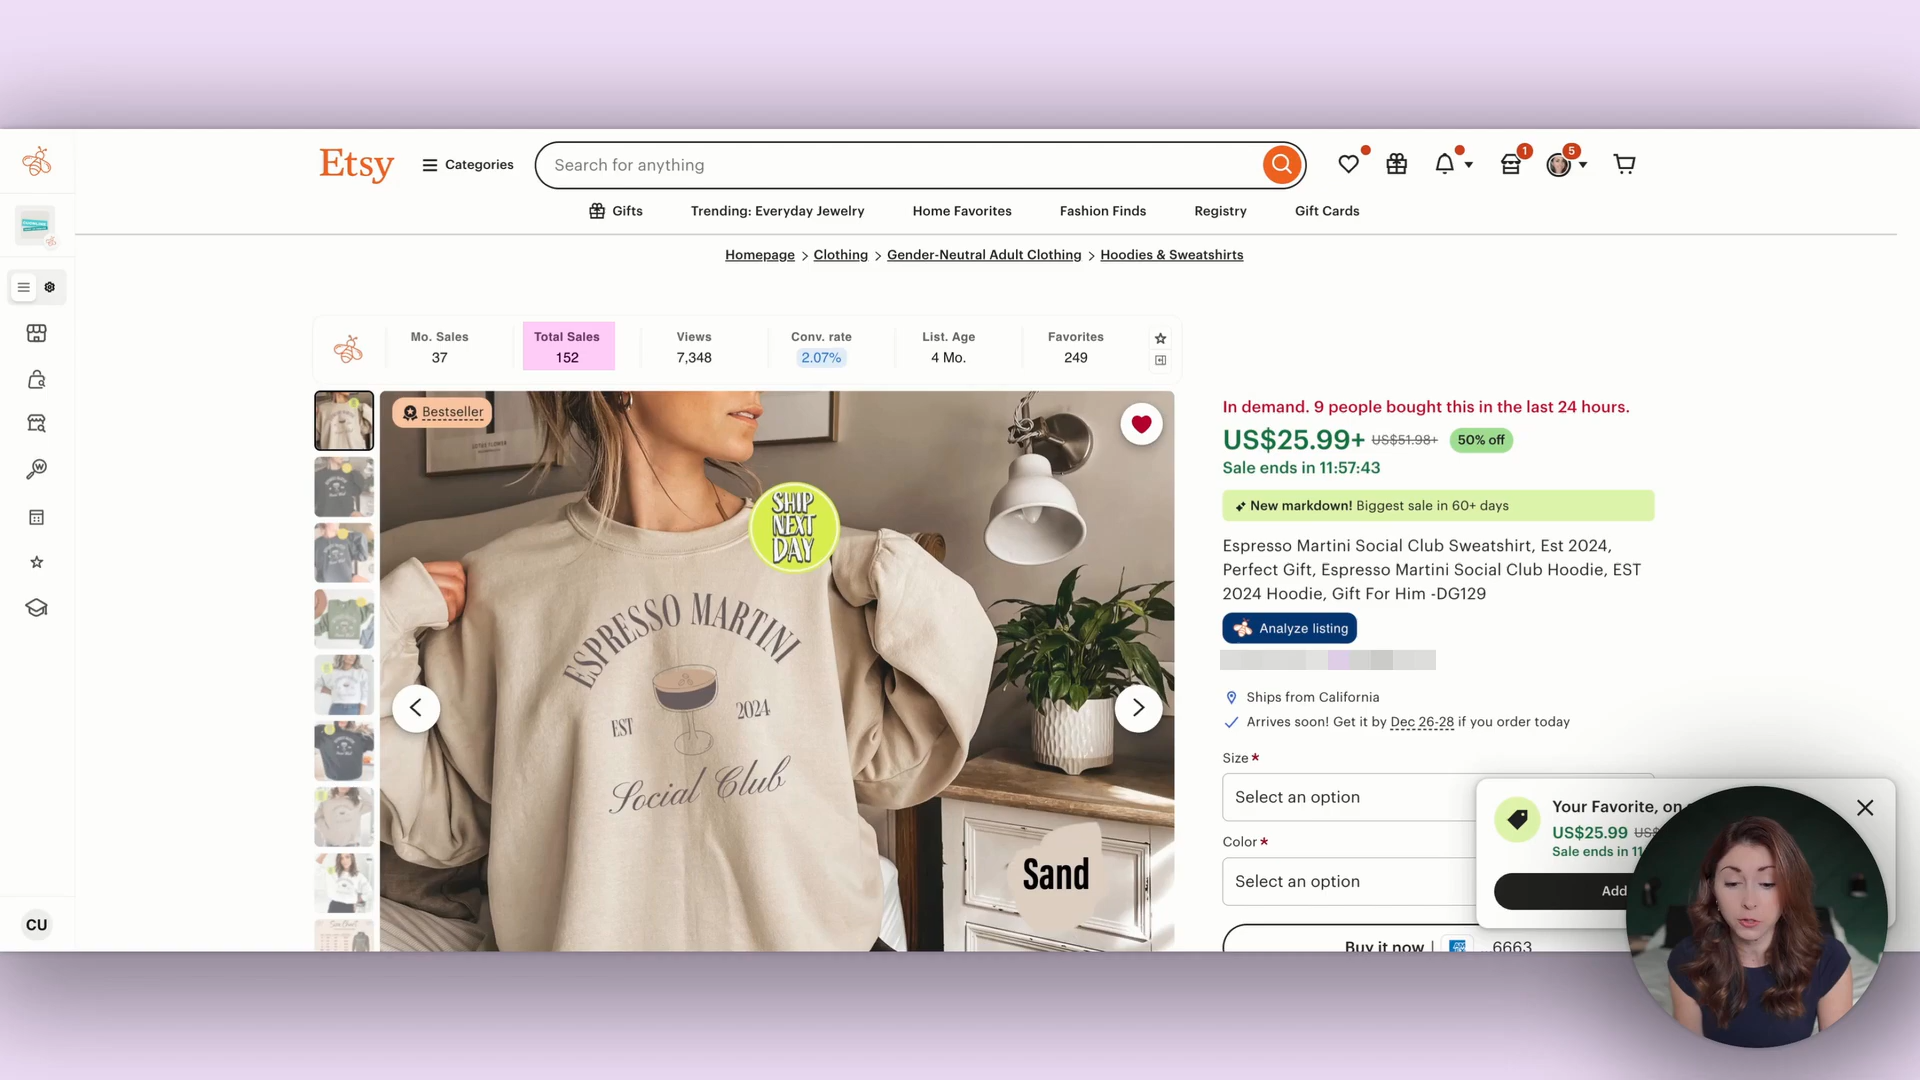 Etsy
Categories
Search for anything
1
5
Gifts
Trending: Everyday Jewelry
Home Favorites
Fashion Finds
Registry
Gift Cards
Homepage > Clothing > Gender-Neutral Adult Clothing > Hoodies & Sweatshirts
Mo. Sales
37
Total Sales
152
Views
7,348
Conv. rate
2.07%
List. Age
4 Mo.
Favorites
249
Bestseller
SHIP
NEXT
DAY
ESPRESSO MARTINI
EST 2024
Social Club
Sand
In demand. 9 people bought this in the last 24 hours.
US$25.99+ US$51.98+ 50% off
Sale ends in 11:57:43
New markdown! Biggest sale in 60+ days
Espresso Martini Social Club Sweatshirt, Est 2024,
Perfect Gift, Espresso Martini Social Club Hoodie, EST
2024 Hoodie, Gift For Him -DG129
Analyze listing
Ships from California
Arrives soon! Get it by Dec 26-28 if you order today
Size *
Select an option
Color *
Select an option
Buy it now | 6663
Your Favorite, on
US$25.99 US$
Sale ends in 11
Add
CU